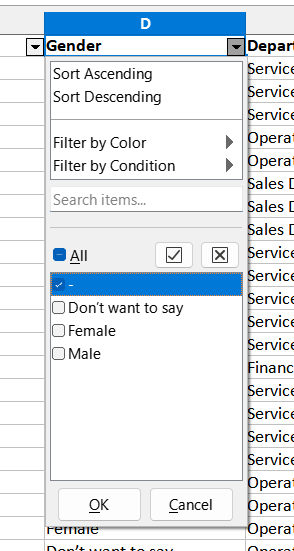 D
Gender
Depar
Sort Ascending
Sort Descending
Filter by Color
Filter by Condition
Search items...
All
-
Don't want to say
Female
Male
OK
Cancel
Service
Service
Service
Operat
Operat
Sales D
Sales D
Sales D
Service
Service
Service
Service
Service
Financ
Service
Service
Service
Service
Operat
Operat
Female
Operat
Don't want to say
Operat